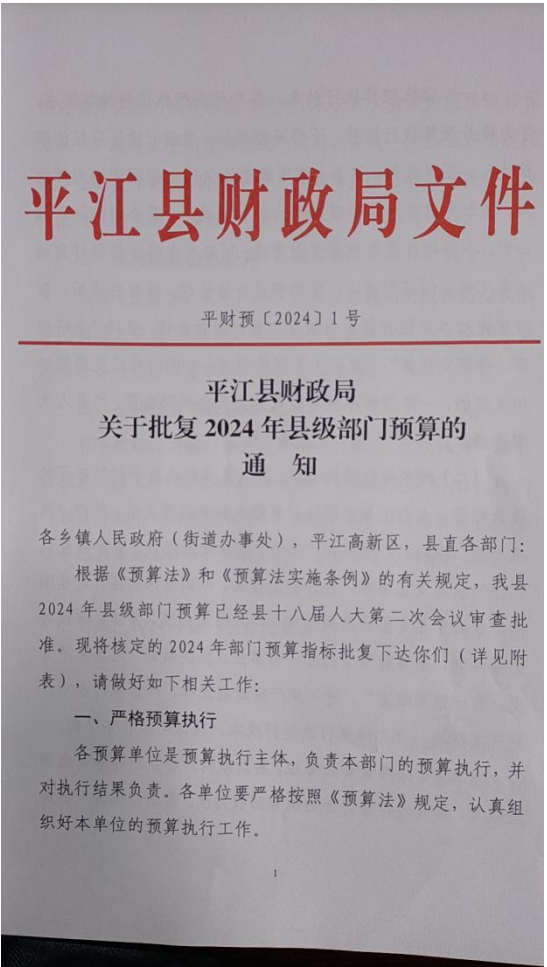 平江县财政局文件
平财预〔2024〕1号
平江县财政局
关于批复2024年县级部门预算的
通 知
各乡镇人民政府（街道办事处），平江高新区，县直各部门：
根据《预算法》和《预算法实施条例》的有关规定，我县
2024年县级部门预算已经县十八届人大第二次会议审查批
准。现将核定的2024年部门预算指标批复下达你们（详见附
表），请做好如下相关工作：
一、严格预算执行
各预算单位是预算执行主体，负责本部门的预算执行，并
对执行结果负责。各单位要严格按照《预算法》规定，认真组
织好本单位的预算执行工作。
1